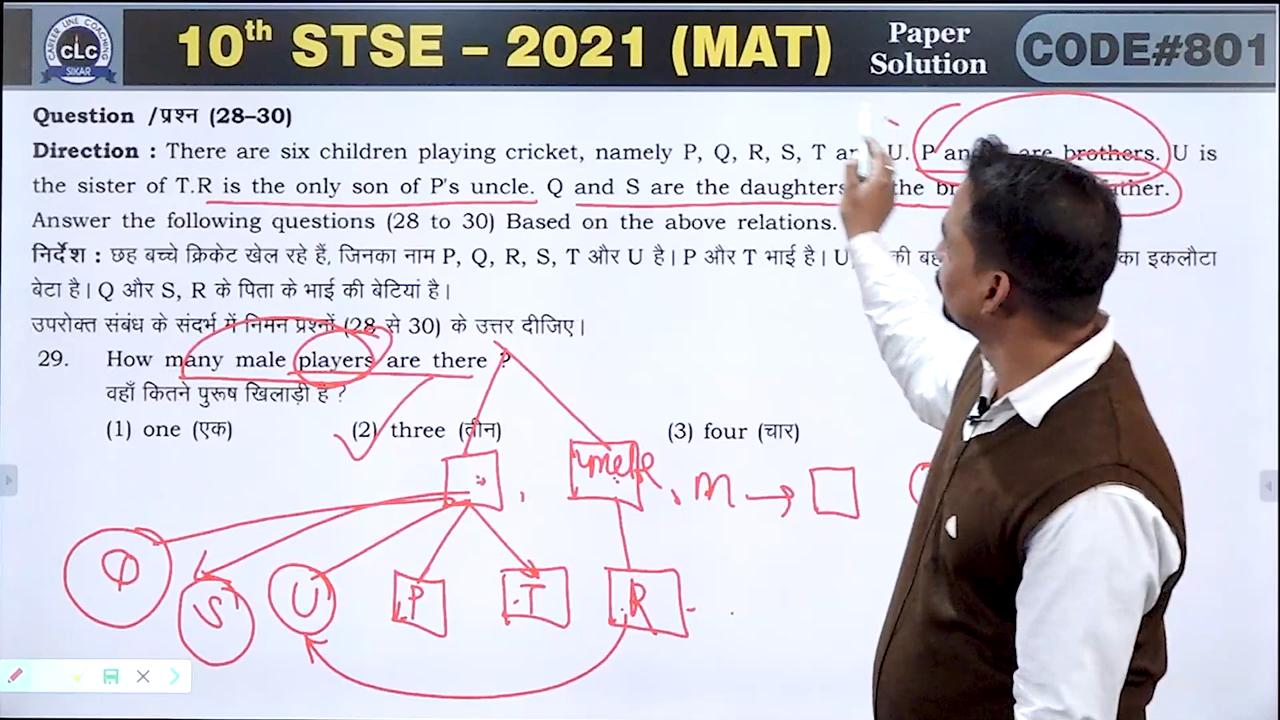 CAREER LINE COACHING
CLC
SIKAR
10th STSE – 2021 (MAT)
Paper
Solution
CODE#801
Question /प्रश्न (28–30)
Direction : There are six children playing cricket, namely P, Q, R, S, T U. P are brothers. U is
the sister of T.R is the only son of P's uncle. Q and S are the daughters the
Answer the following questions (28 to 30) Based on the above relations.
निर्देश : छह बच्चे क्रिकेट खेल रहे हैं, जिनका नाम P, Q, R, S, T और U है। P और T भाई है। U की का इकलौटा
बेटा है। Q और S, R के पिता के भाई की बेटियां है।
उपरोक्त संबंध के संदर्भ में निमन प्रश्नों (28 से 30) के उत्तर दीजिए।
29. How many male players are there ?
वहाँ कितने पुरूष खिलाड़ी है ?
(1) one (एक) (2) three (तीन) (3) four (चार)
M
Q S U P T R